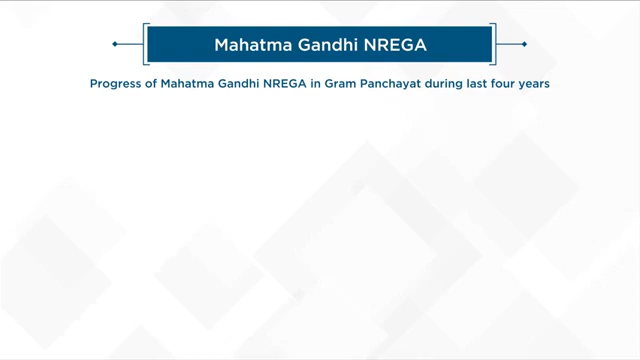 Mahatma Gandhi NREGA
Progress of Mahatma Gandhi NREGA in Gram Panchayat during last four years